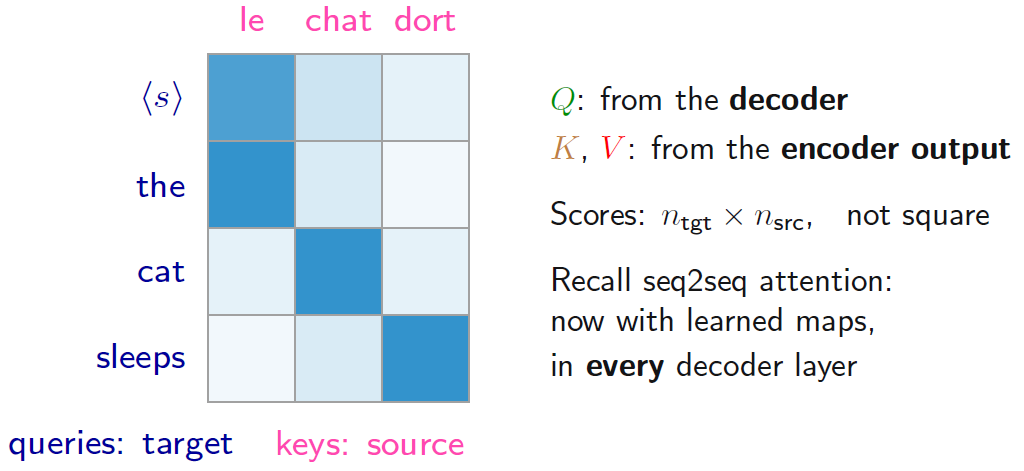 le chat dort
⟨s⟩
the
cat
sleeps
queries: target keys: source
Q: from the decoder
K, V: from the encoder output
Scores: n_tgt × n_src, not square
Recall seq2seq attention:
now with learned maps,
in every decoder layer